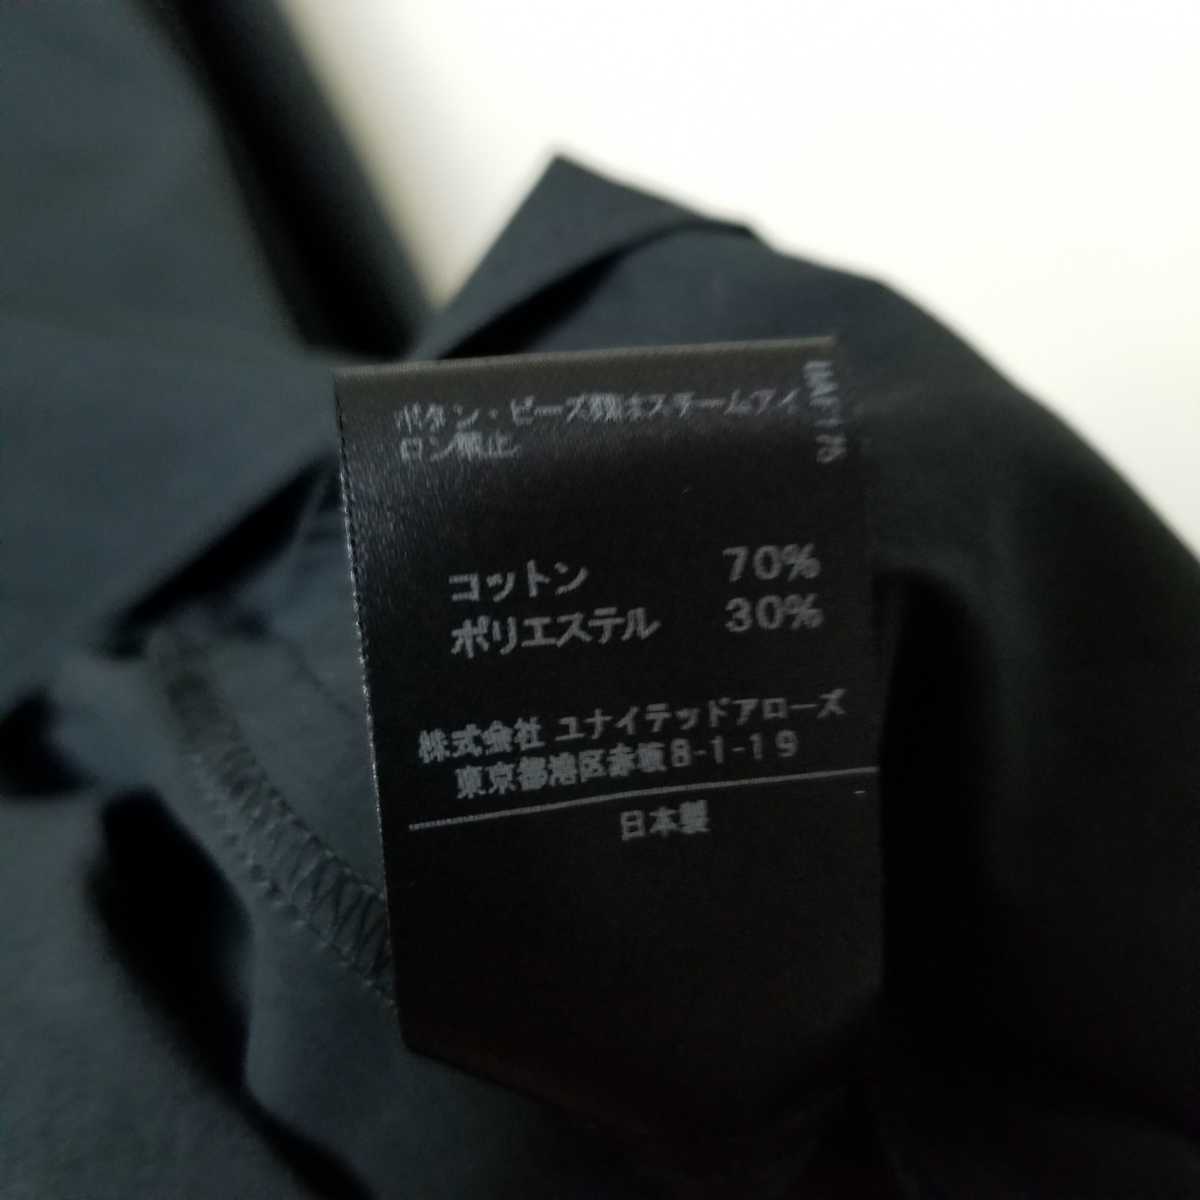 ボタン・ビーズ類はスチームアイ
ロン禁止
コットン 70%
ポリエステル 30%
株式会社 ユナイテッドアローズ
東京都港区赤坂8-1-19
日本製